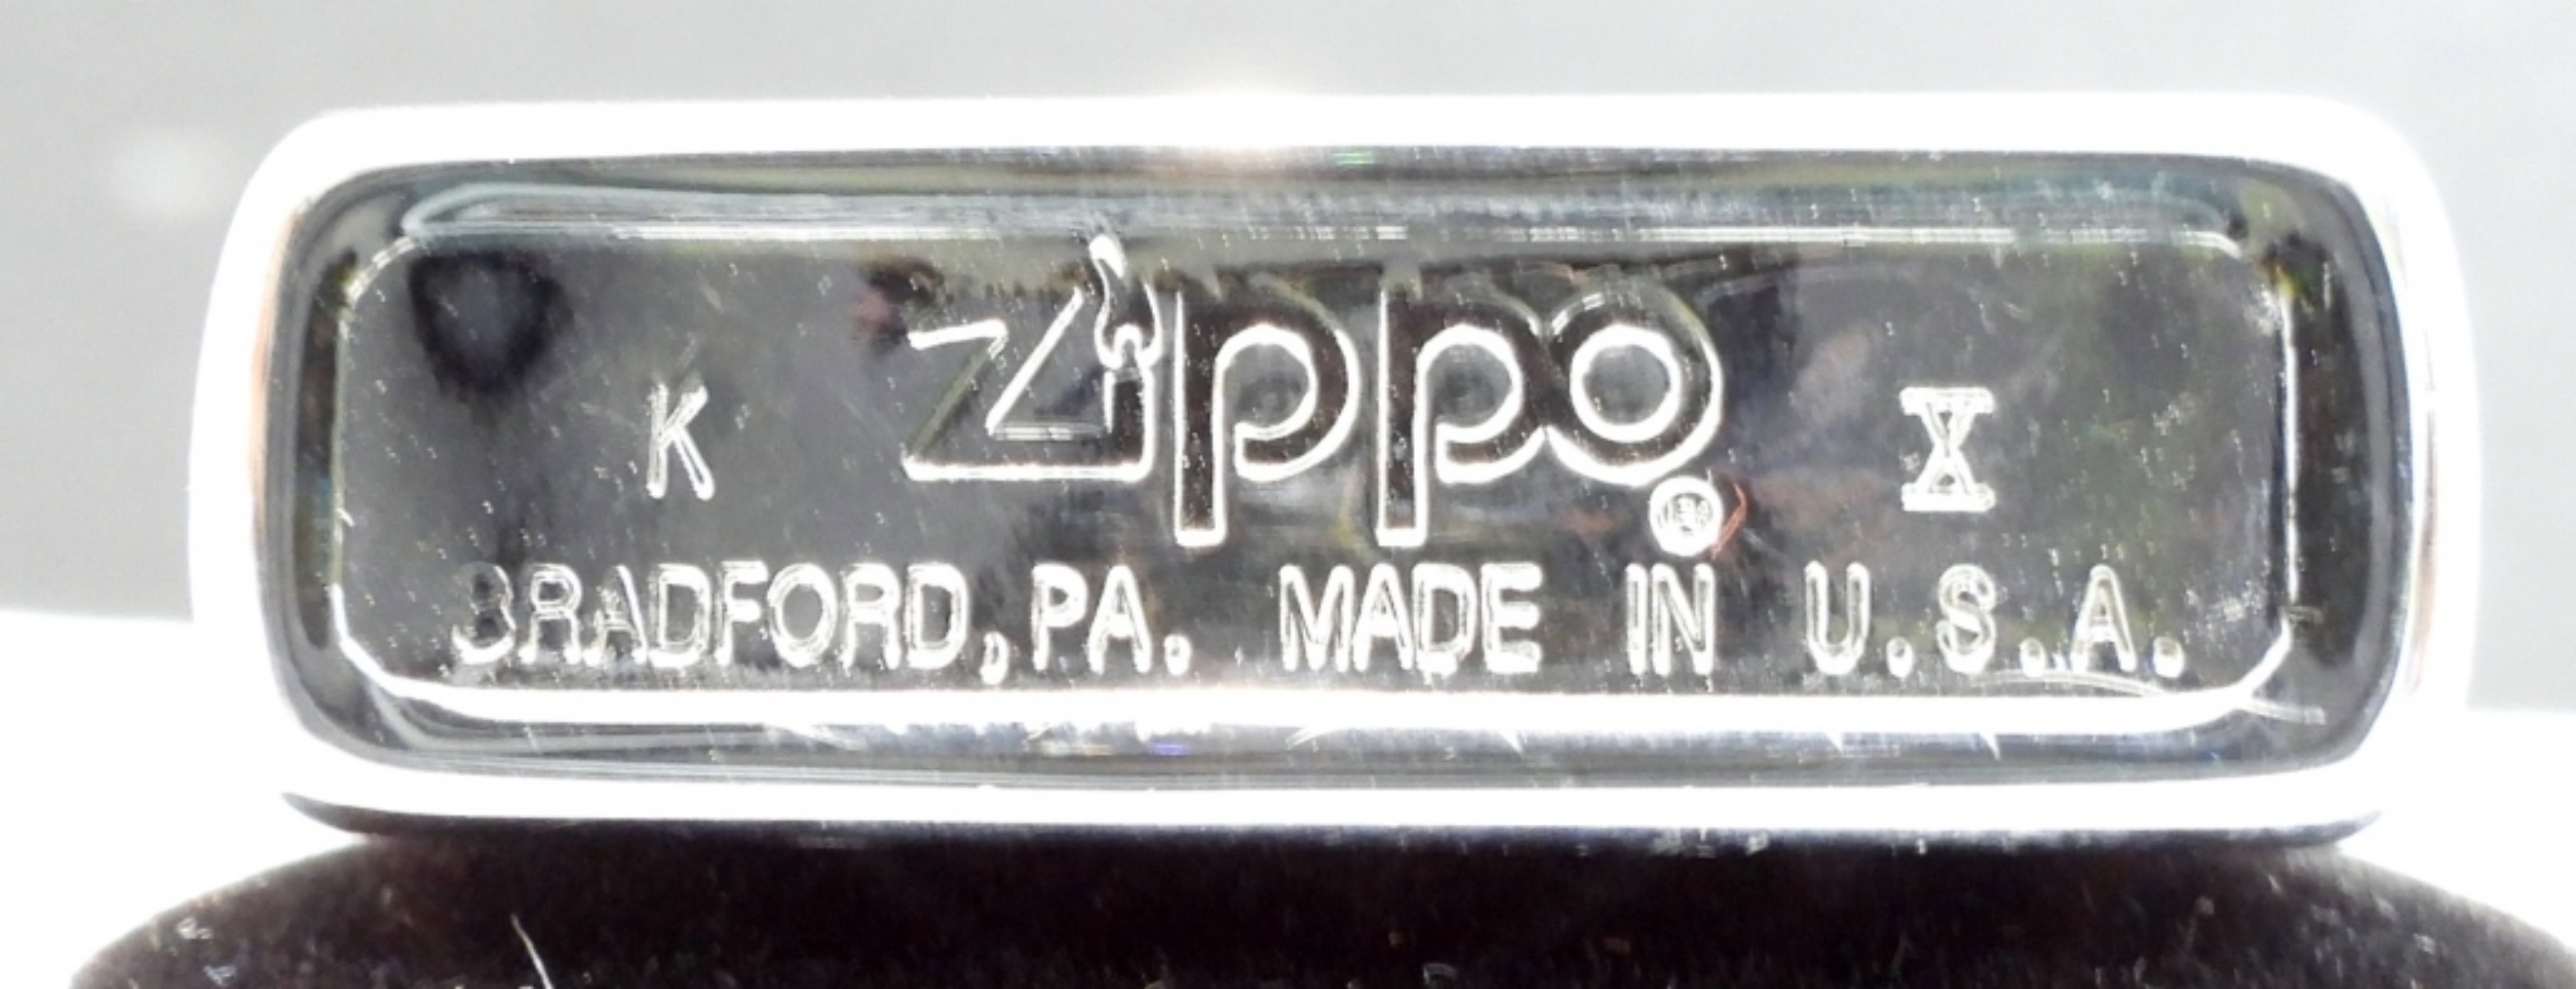 K Zippo ® X
BRADFORD, PA. MADE IN U.S.A.